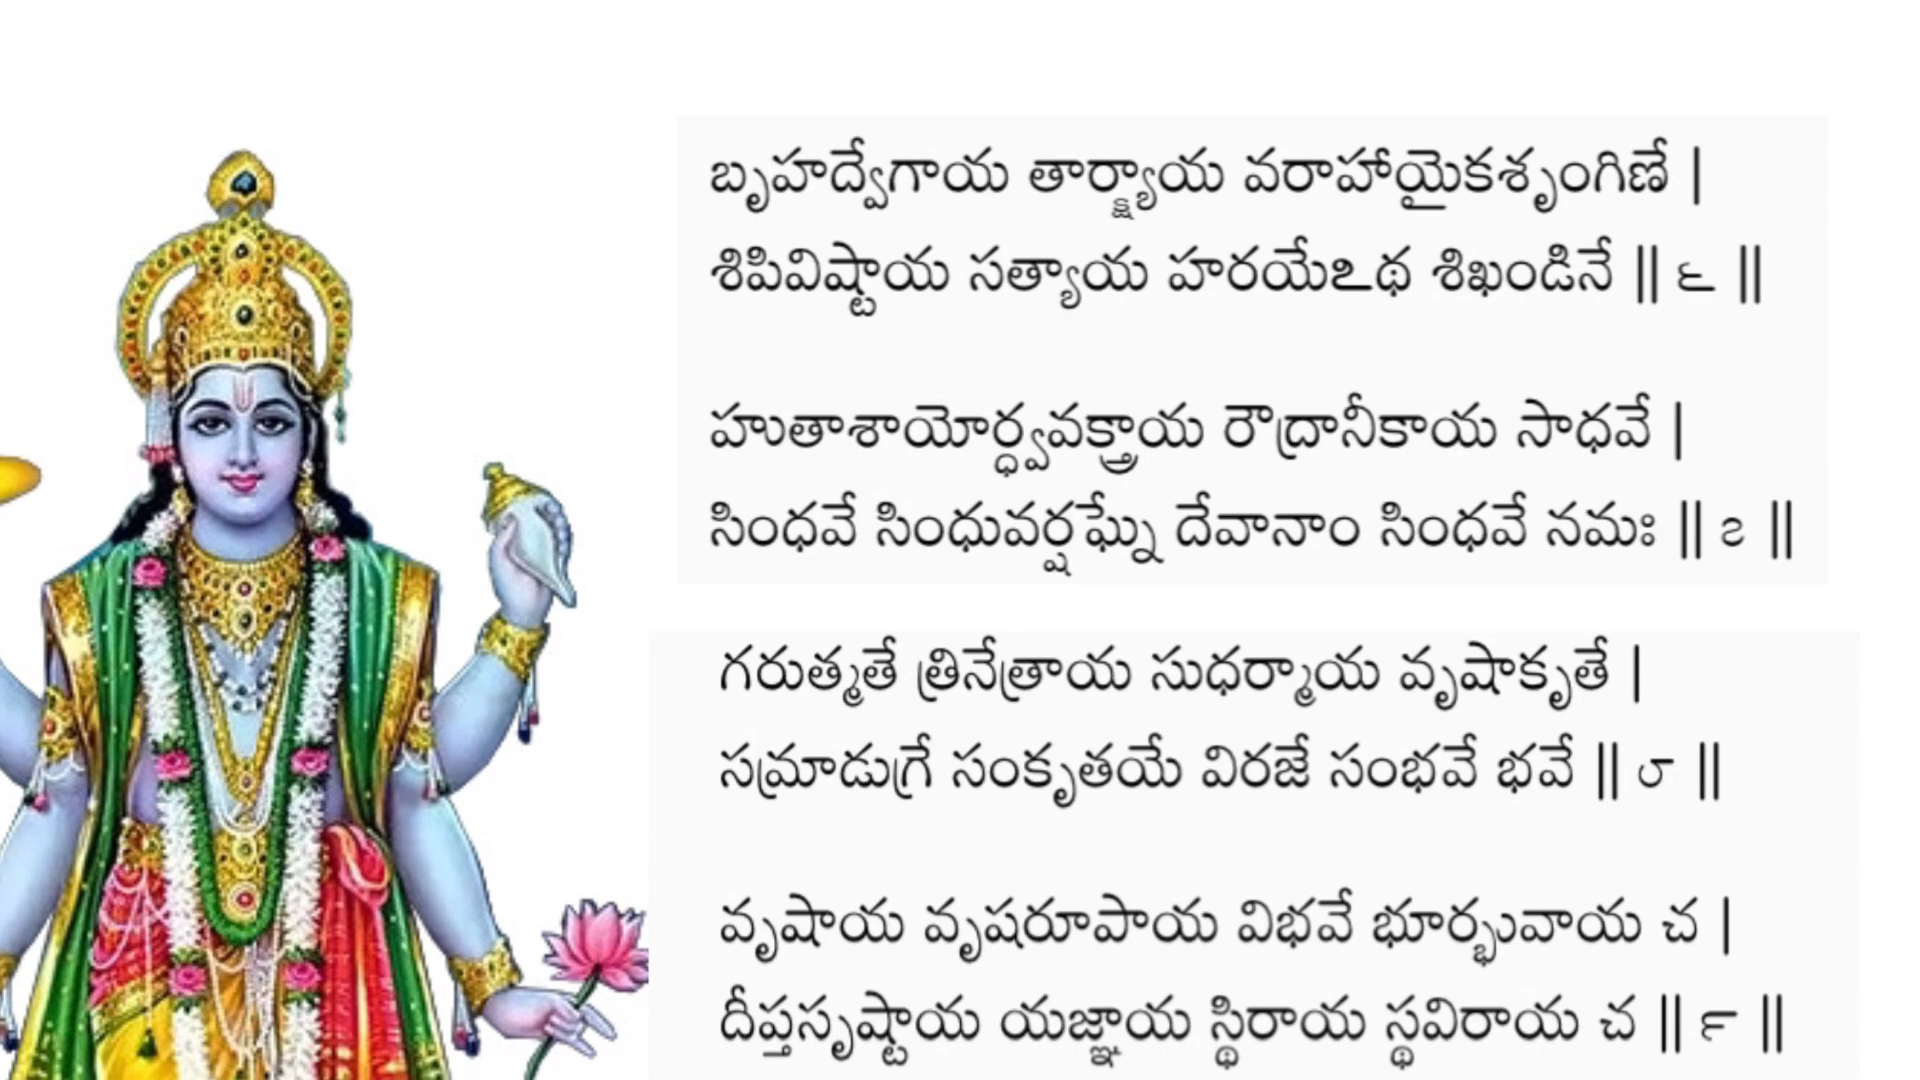 బృహద్వేగాయ తార్క్ష్యాయ వరాహాయైకశృంగిణే |
శిపివిష్టాయ సత్యాయ హరయేఽథ శిఖండినే || ౬ ||
హుతాశాయోర్ధ్వవక్త్రాయ రౌద్రానీకాయ సాధవే |
సింధవే సింధువర్షఘ్నే దేవానాం సింధవే నమః || ౭ ||
గరుత్మతే త్రినేత్రాయ సుధర్మాయ వృషాకృతే |
సమ్రాడుగ్రే సంకృతయే విరజే సంభవే భవే || ౮ ||
వృషాయ వృషరూపాయ విభవే భూర్భువాయ చ |
దీప్తసృష్టాయ యజ్ఞాయ స్థిరాయ స్థవిరాయ చ || ౯ ||